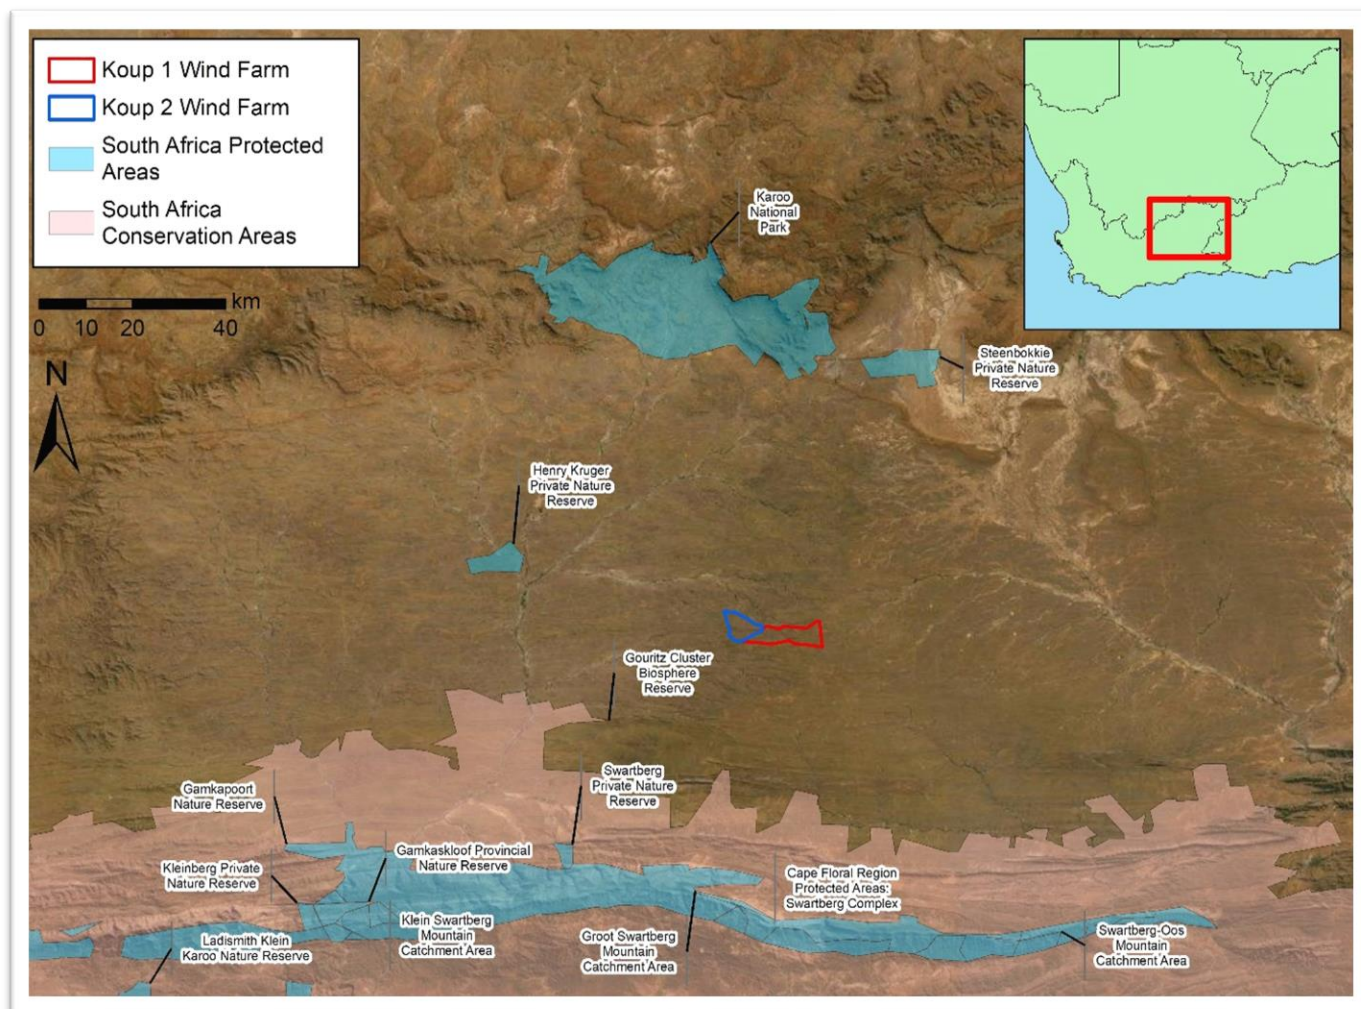 Koup 1 Wind Farm
Koup 2 Wind Farm
South Africa Protected
Areas
South Africa
Conservation Areas
km
0 10 20 40
N
Karoo
National
Park
Steenbokkie
Private Nature
Reserve
Henry Kruger
Private Nature
Reserve
Gouritz Cluster
Biosphere
Reserve
Swartberg
Private Nature
Reserve
Gamkapoort
Nature Reserve
Gamkaskloof Provincial
Nature Reserve
Kleinberg Private
Nature Reserve
Cape Floral Region
Protected Areas:
Swartberg Complex
Klein Swartberg
Mountain
Catchment Area
Ladismith Klein
Karoo Nature Reserve
Groot Swartberg
Mountain
Catchment Area
Swartberg-Oos
Mountain
Catchment Area